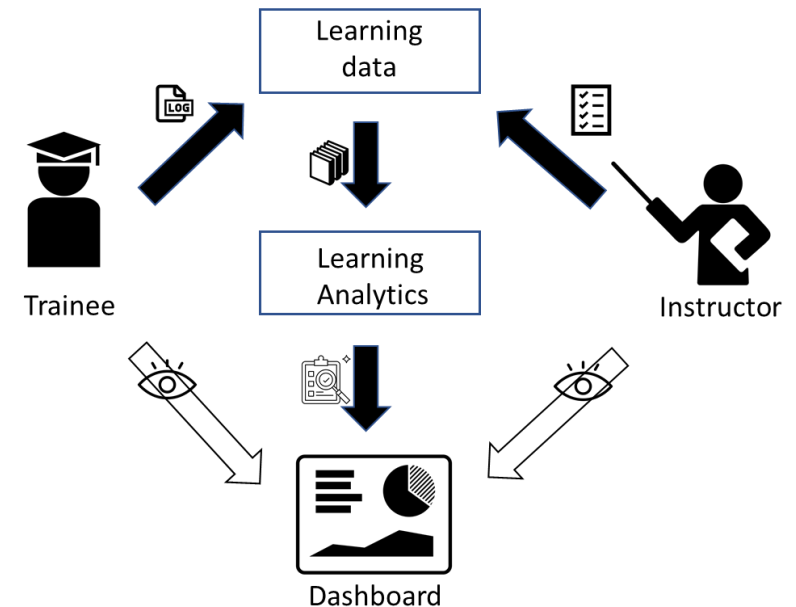 Learning
data
LOG
Learning
Analytics
Trainee
Instructor
Dashboard